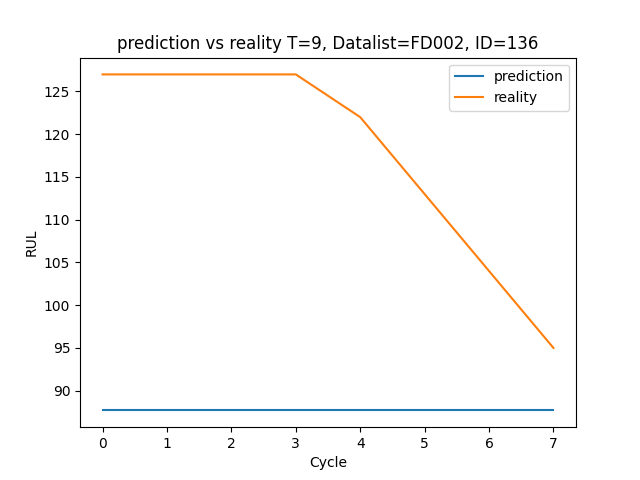 prediction vs reality T=9, Datalist=FD002, ID=136
prediction
reality
125
120
115
110
105
100
95
90
RUL
0 1 2 3 4 5 6 7
Cycle